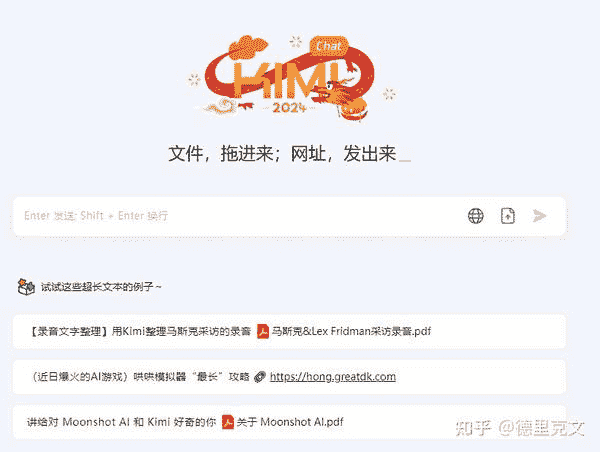 Chat
KIMI
2024
文件，拖进来；网址，发出来_
Enter 发送; Shift + Enter 换行
试试这些超长文本的例子~
【录音文字整理】用Kimi整理马斯克采访的录音 马斯克&Lex Fridman采访录音.pdf
（近日爆火的AI游戏）哄哄模拟器“最长”攻略 https://hong.greatdk.com
讲给对 Moonshot AI 和 Kimi 好奇的你 关于 Moonshot AI.pdf
知乎 @德里克文